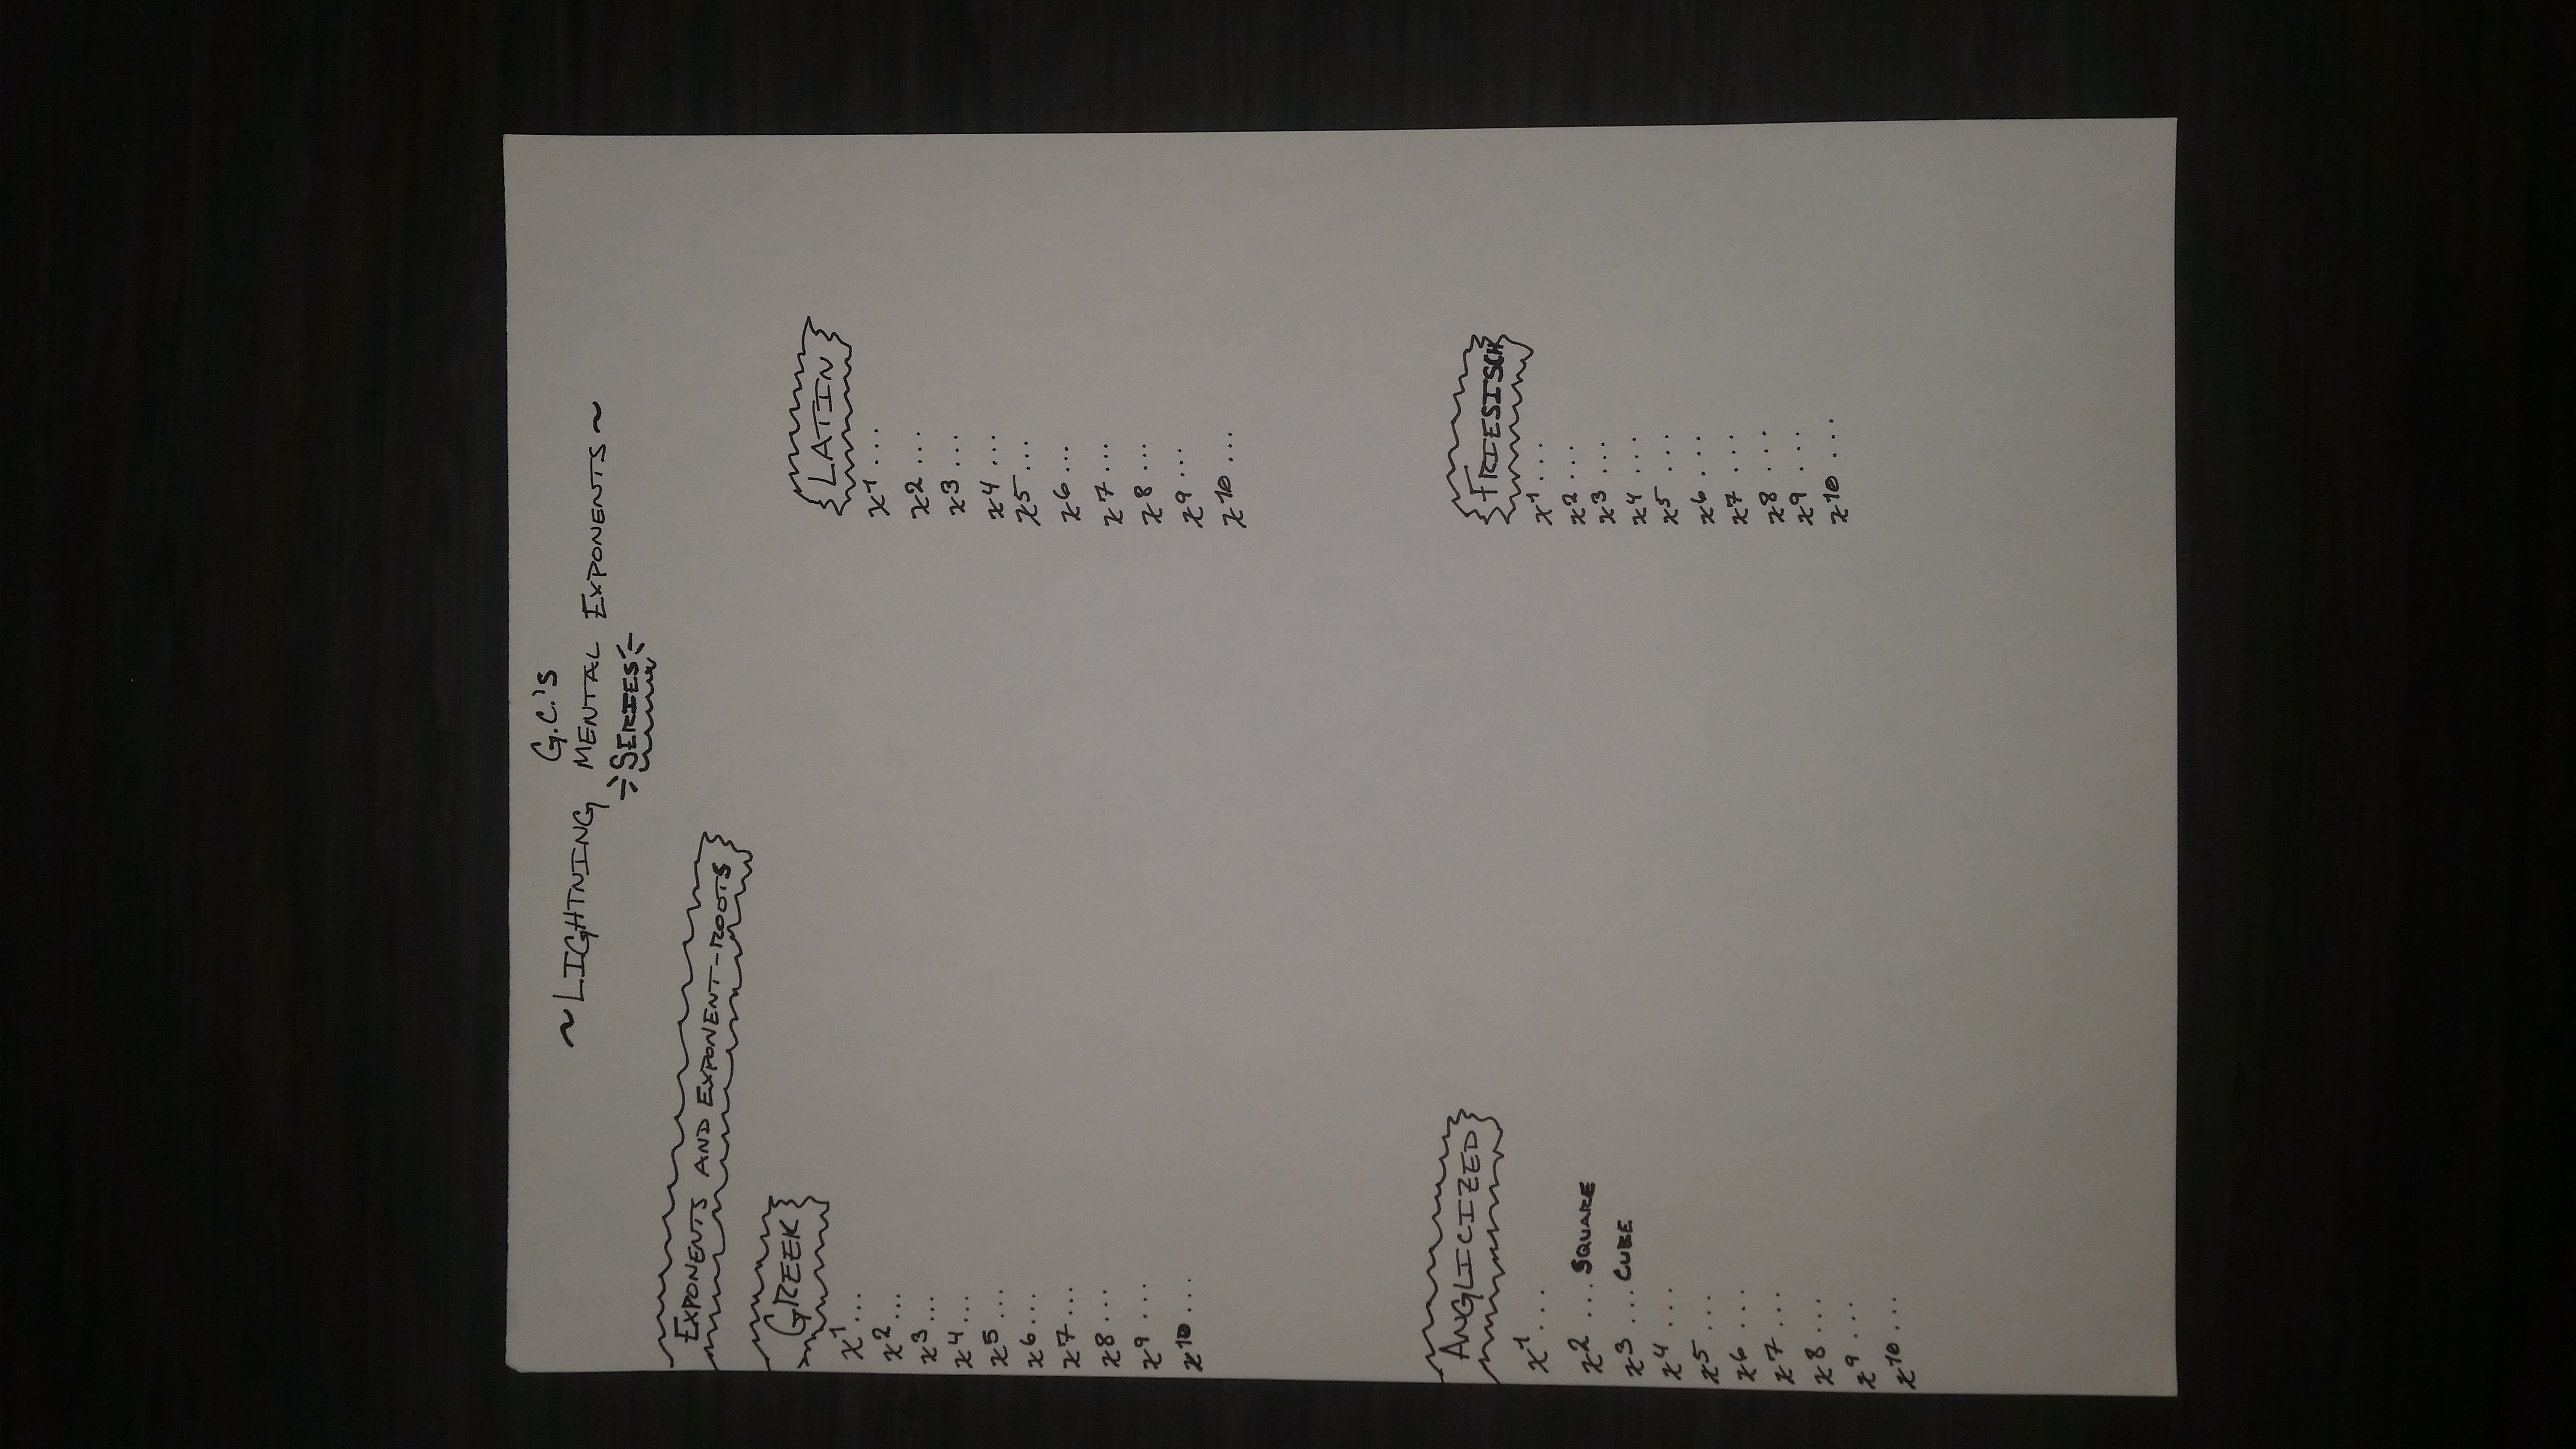 G.C.'s
~LIGHTNING MENTAL EXPONENTS~
SERIES
EXPONENTS AND EXPONENT-ROOTS
GREEK
x¹...
x²...
x³...
x⁴...
x⁵...
x⁶...
x⁷...
x⁸...
x⁹...
x¹⁰...
LATIN
x¹...
x²...
x³...
x⁴...
x⁵...
x⁶...
x⁷...
x⁸...
x⁹...
x¹⁰...
ANGLICIZED
x¹...
x² ...SQUARE
x³ ...CUBE
x⁴ ...
x⁵ ...
x⁶ ...
x⁷ ...
x⁸...
x⁹ ...
x¹⁰...
FRIESISCH
x¹...
x²...
x³ ...
x⁴ ...
x⁵ ...
x⁶ ...
x⁷ ...
x⁸ ...
x⁹ ...
x¹⁰ ...